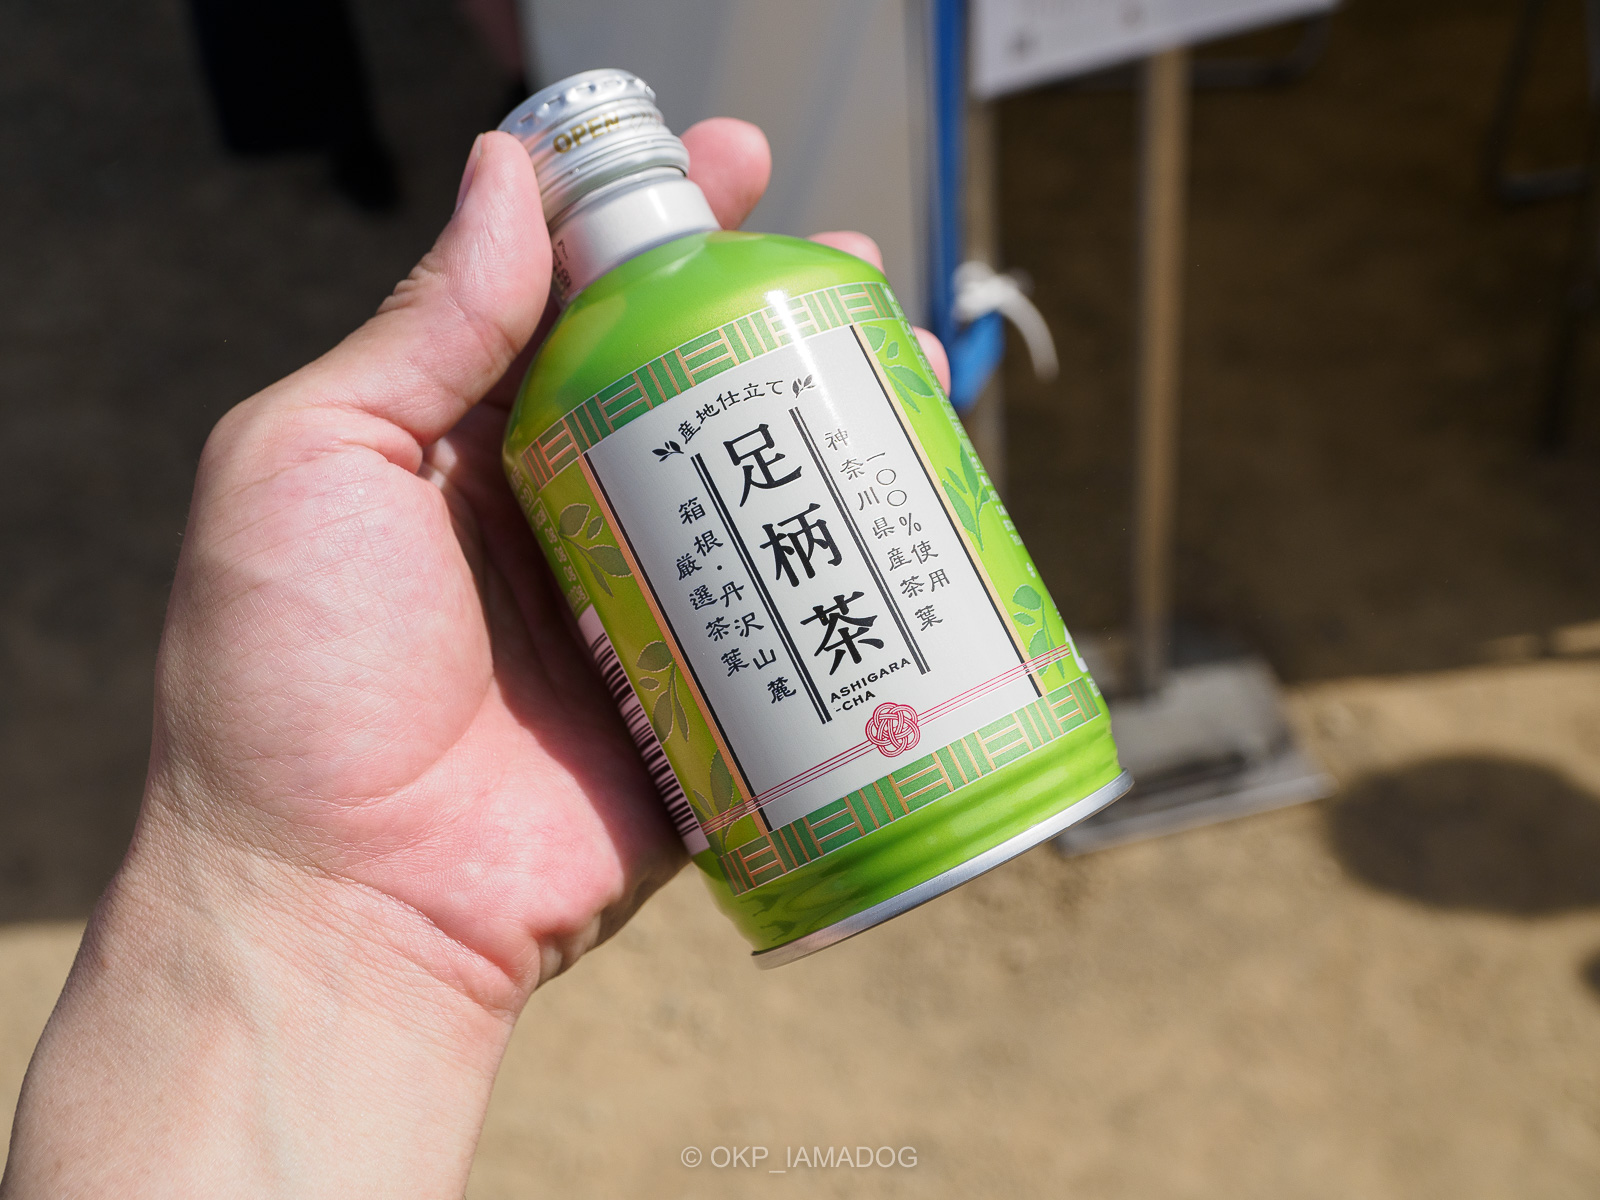 OPEN
産地仕立て
神奈川県産茶葉
一〇〇%使用
足柄茶
ASHIGARA
-CHA
箱根・丹沢山麓
厳選茶葉
© OKP_IAMADOG